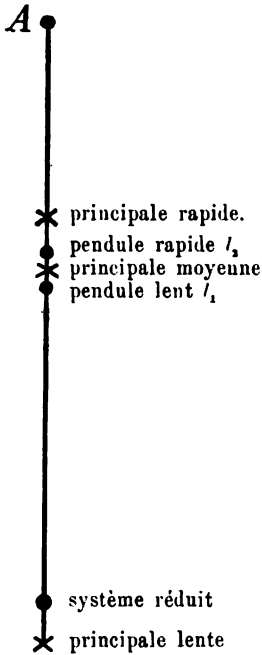 A
principale rapide.
pendule rapide l₂
principale moyenne
pendule lent l₁
système réduit
principale lente